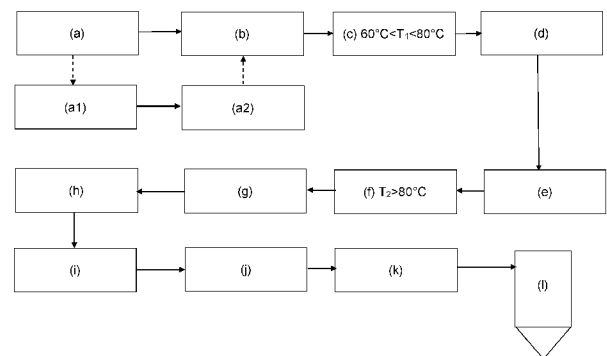 (a)
(b)
(c) 60°C<T₁<80°C
(d)
(a1)
(a2)
(h)
(g)
(f) T₂>80°C
(e)
(i)
(j)
(k)
(l)